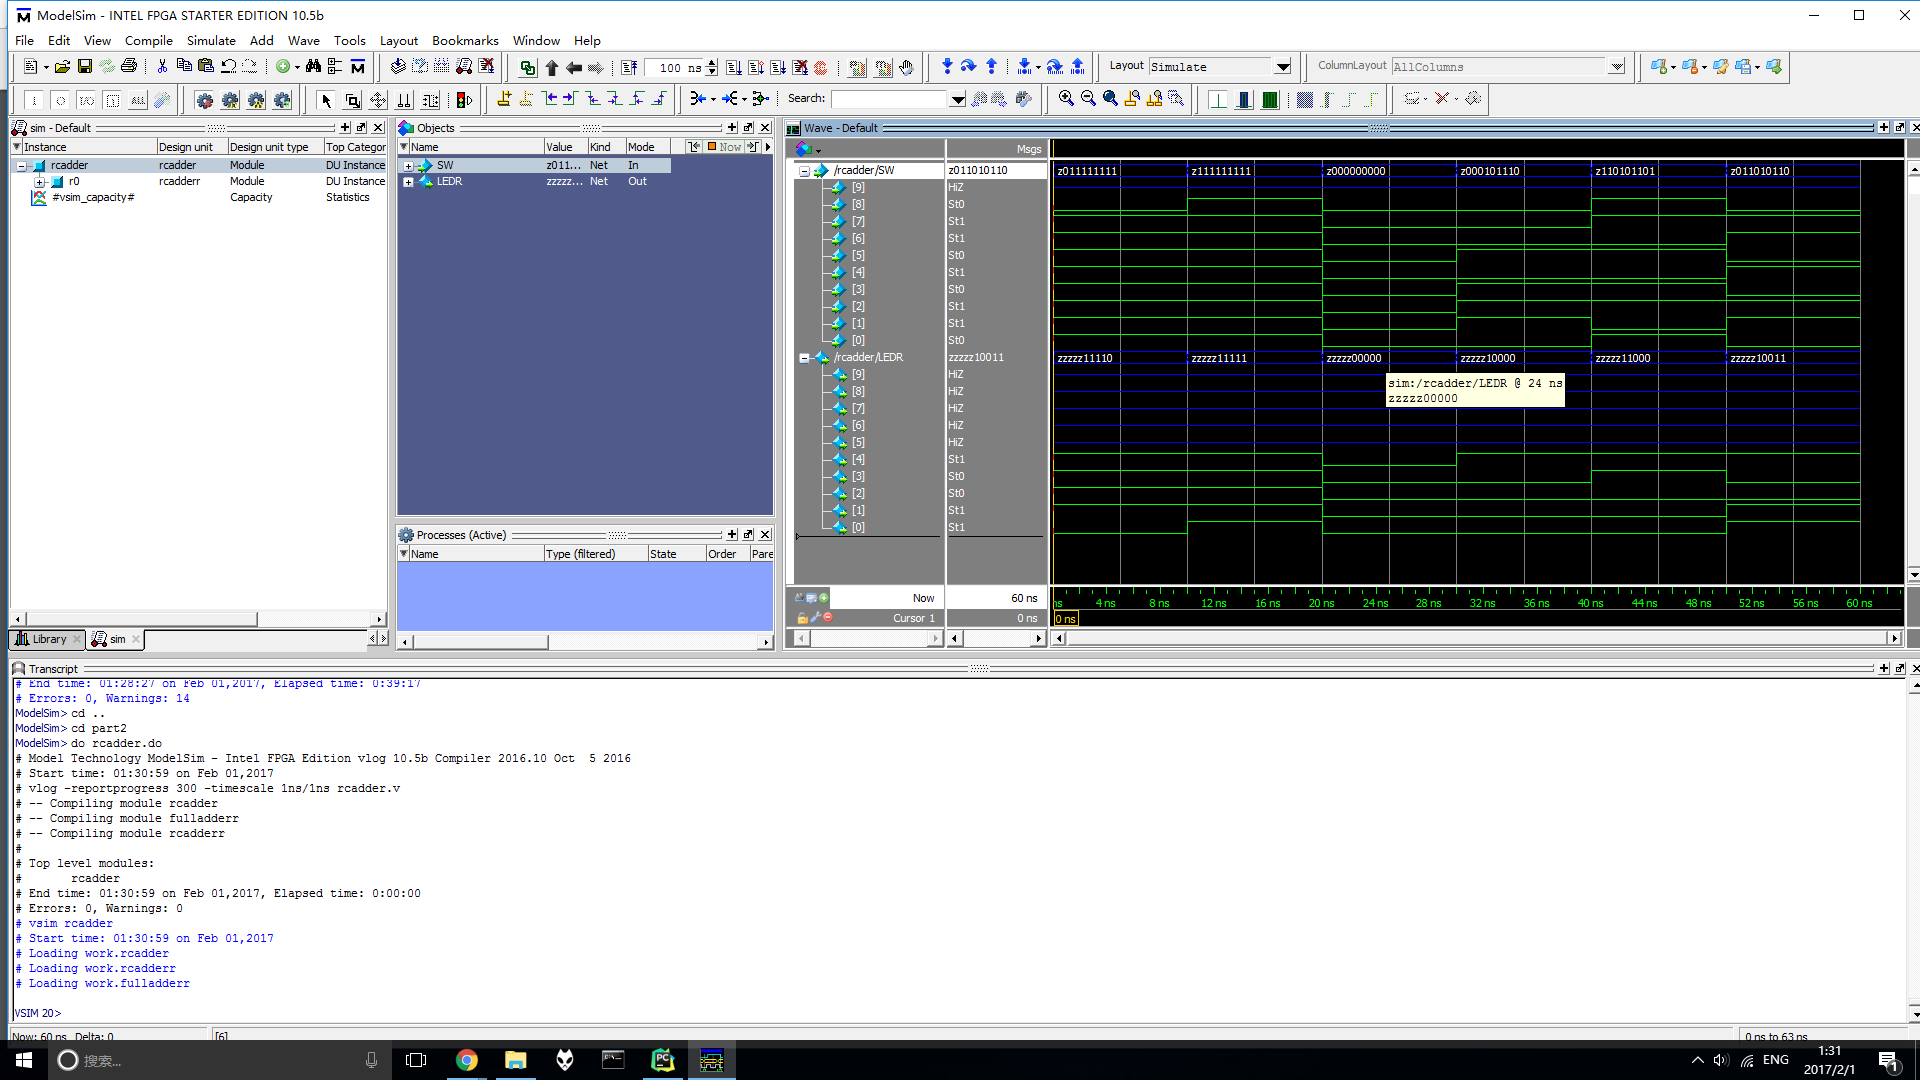 ModelSim - INTEL FPGA STARTER EDITION 10.5b
File Edit View Compile Simulate Add Wave Tools Layout Bookmarks Window Help
100 ns
Layout Simulate
ColumnLayout AllColumns
Search:
sim - Default
Instance Design unit Design unit type Top Categor
rcadder rcadder Module DU Instance
r0 rcadderr Module DU Instance
#vsim_capacity# Capacity Statistics
Library sim
Objects
Name Value Kind Mode Now
SW z011... Net In
LEDR zzzzz... Net Out
Processes (Active)
Name Type (filtered) State Order Pare
Wave - Default
Msgs
/rcadder/SW z011010110 z011111111 z111111111 z000000000 z000101110 z110101101 z011010110
[9] HiZ
[8] St0
[7] St1
[6] St1
[5] St0
[4] St1
[3] St0
[2] St1
[1] St1
[0] St0
/rcadder/LEDR zzzzz10011 zzzzz11110 zzzzz11111 zzzzz00000 zzzzz10000 zzzzz11000 zzzzz10011
[9] HiZ
[8] HiZ
[7] HiZ
[6] HiZ
[5] HiZ
[4] St1
[3] St0
[2] St0
[1] St1
[0] St1
sim:/rcadder/LEDR @ 24 ns
zzzzz00000
Now 60 ns ns 4 ns 8 ns 12 ns 16 ns 20 ns 24 ns 28 ns 32 ns 36 ns 40 ns 44 ns 48 ns 52 ns 56 ns 60 ns
Cursor 1 0 ns 0 ns
Transcript
# End time: 01:28:27 on Feb 01,2017, Elapsed time: 0:39:17
# Errors: 0, Warnings: 14
ModelSim> cd ..
ModelSim> cd part2
ModelSim> do rcadder.do
# Model Technology ModelSim - Intel FPGA Edition vlog 10.5b Compiler 2016.10 Oct  5 2016
# Start time: 01:30:59 on Feb 01,2017
# vlog -reportprogress 300 -timescale 1ns/1ns rcadder.v
# -- Compiling module rcadder
# -- Compiling module fulladderr
# -- Compiling module rcadderr
#
# Top level modules:
# rcadder
# End time: 01:30:59 on Feb 01,2017, Elapsed time: 0:00:00
# Errors: 0, Warnings: 0
# vsim rcadder
# Start time: 01:30:59 on Feb 01,2017
# Loading work.rcadder
# Loading work.rcadderr
# Loading work.fulladderr
VSIM 20>
Now: 60 ns Delta: 0 [6] 0 ns to 63 ns
搜索...
ENG
1:31
2017/2/1
1